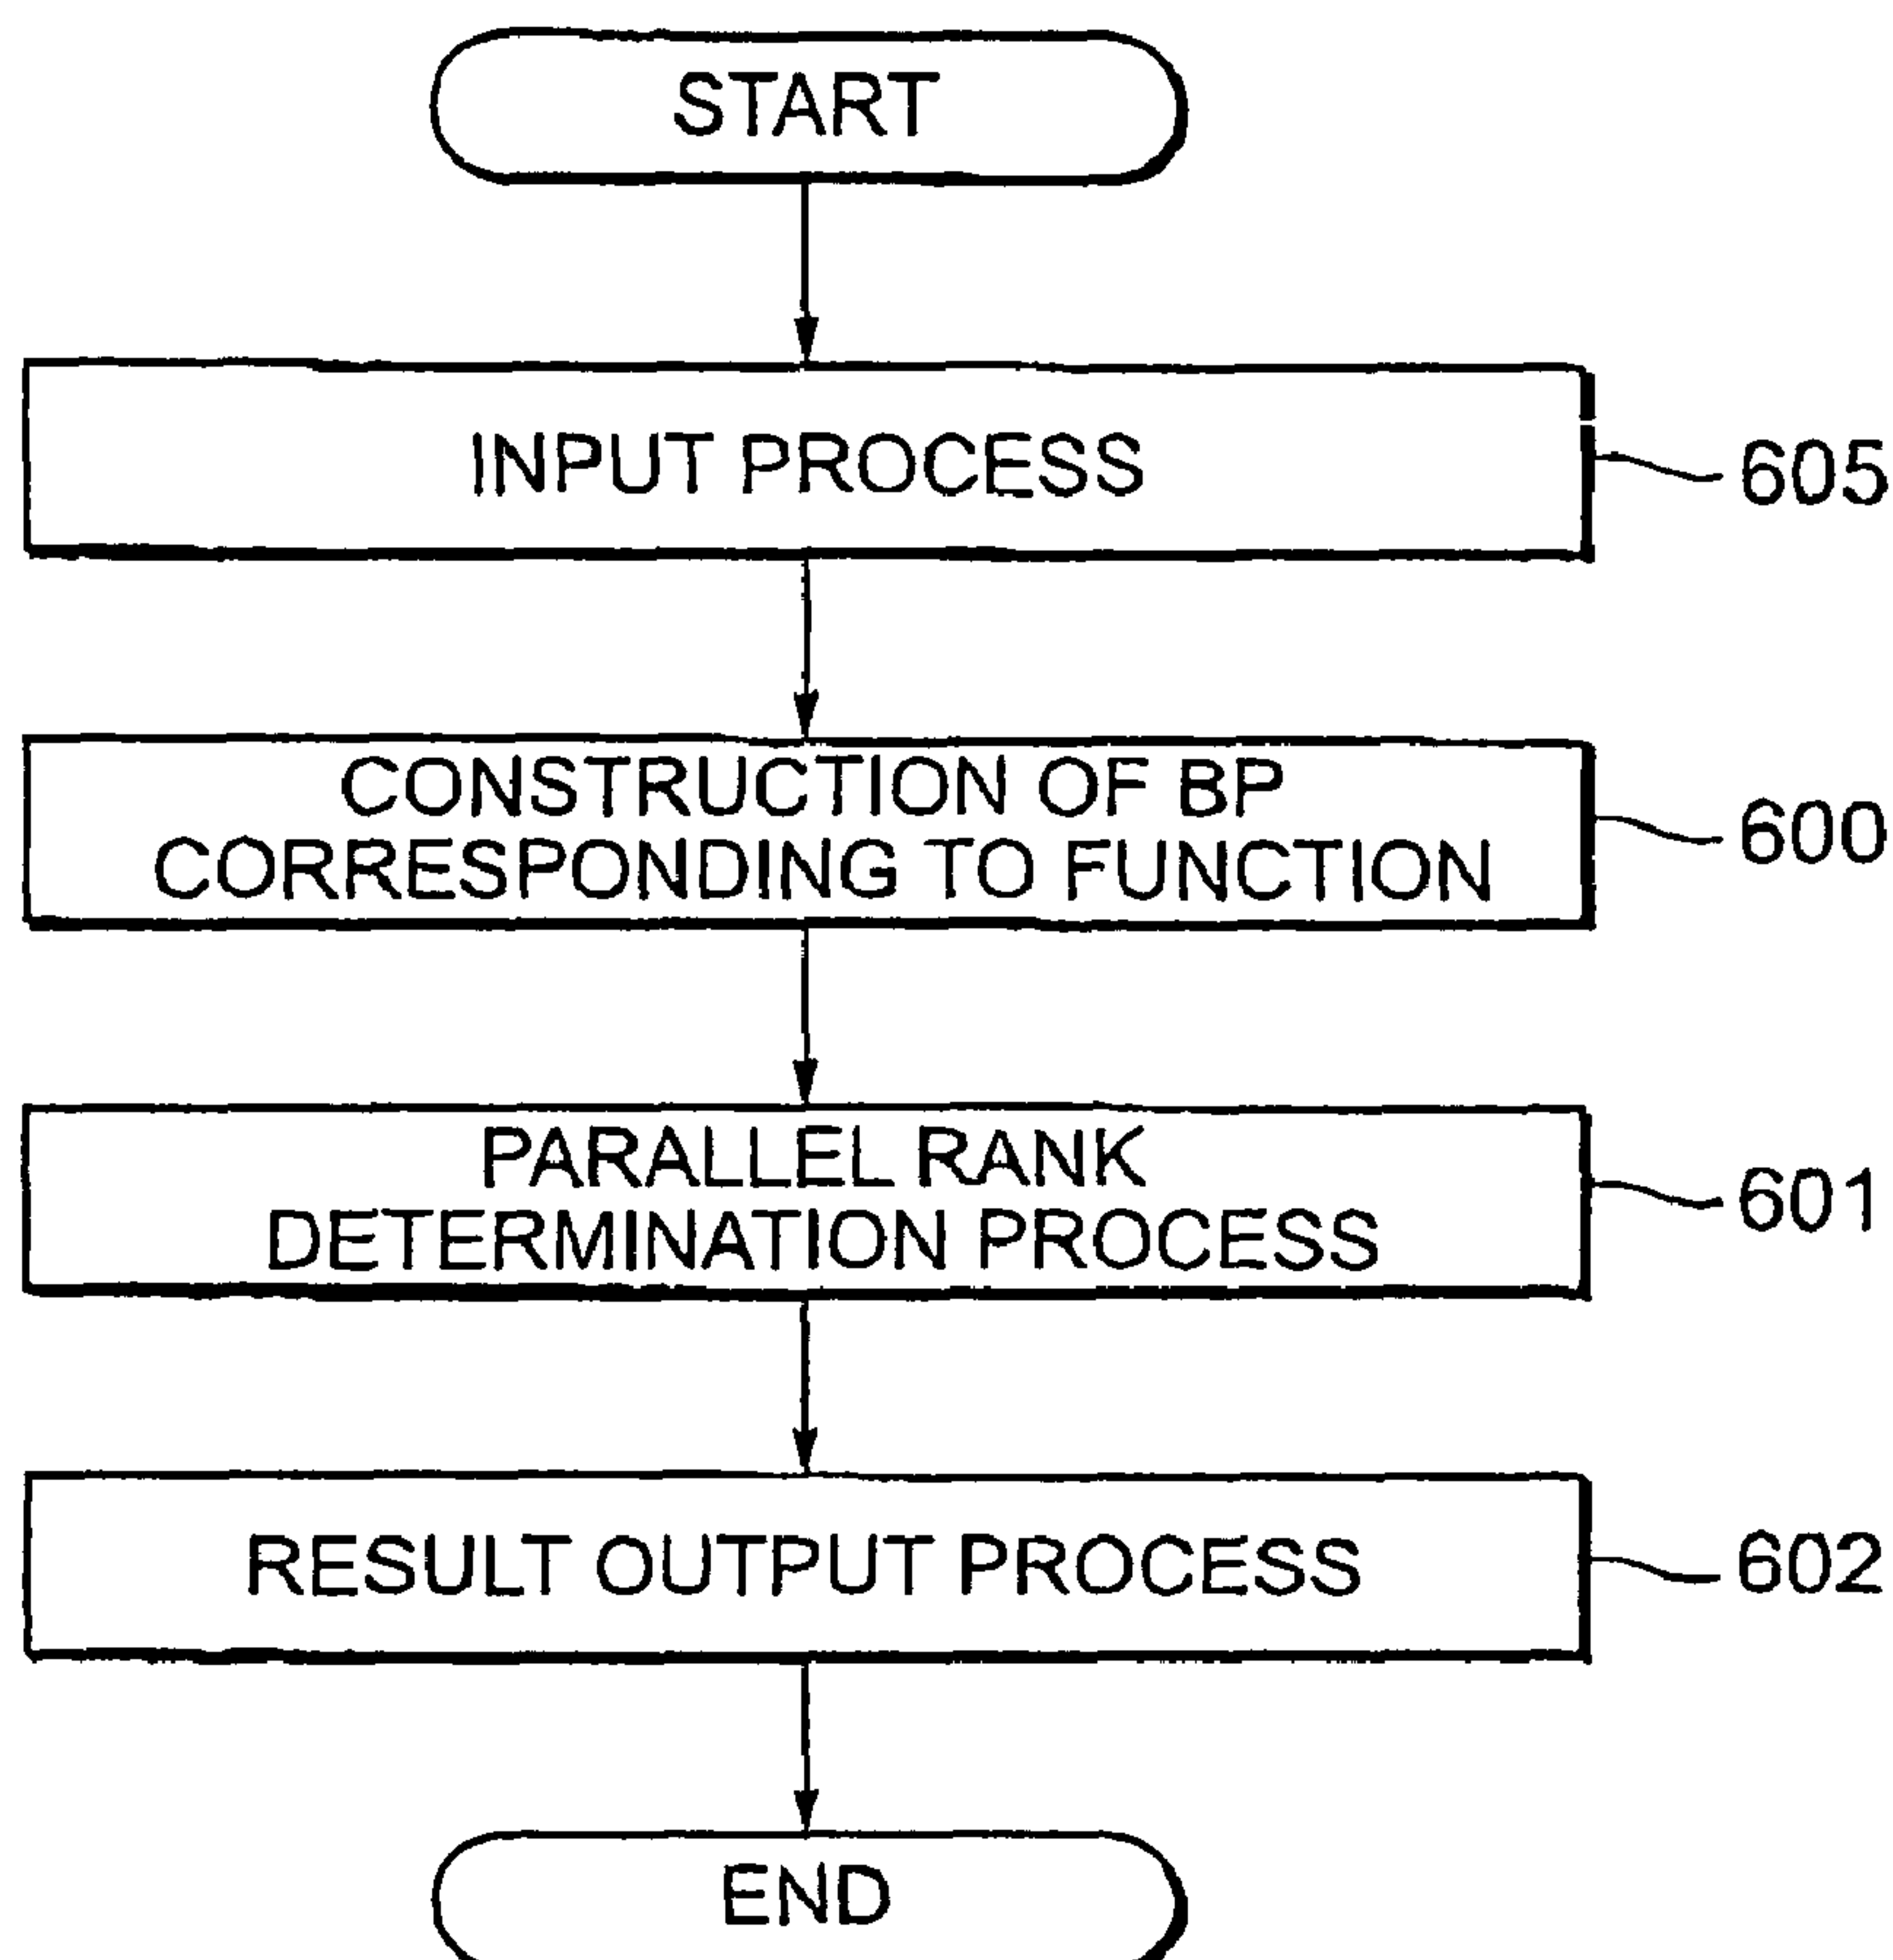 START
INPUT PROCESS
605
CONSTRUCTION OF BP
CORRESPONDING TO FUNCTION
600
PARALLEL RANK
DETERMINATION PROCESS
601
RESULT OUTPUT PROCESS
602
END